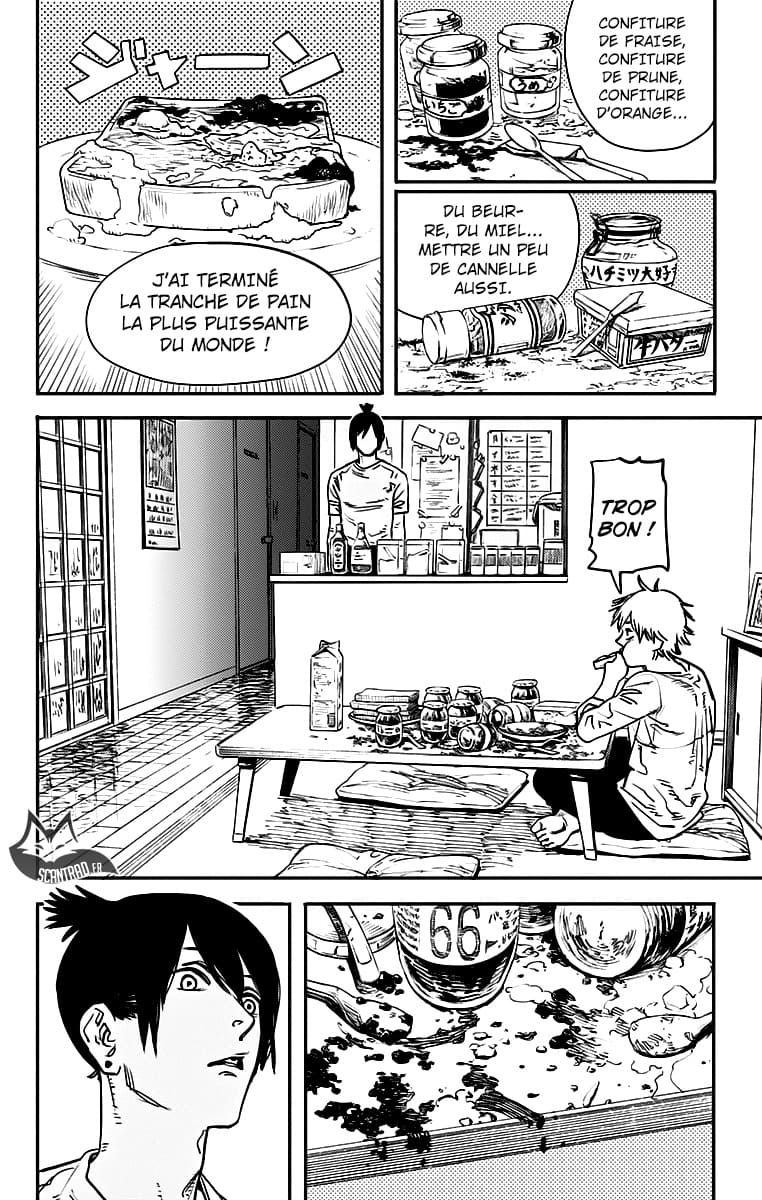 CONFITURE
DE FRAISE,
CONFITURE
DE PRUNE,
CONFITURE
D'ORANGE...
いちご
うめ
DU BEUR-
RE, DU MIEL...
METTRE UN PEU
DE CANNELLE
AUSSI.
ハチミツ大好
牛バター
ジャーン
J'AI TERMINÉ
LA TRANCHE DE PAIN
LA PLUS PUISSANTE
DU MONDE !
TROP
BON !
SCANTRAD.FR
66